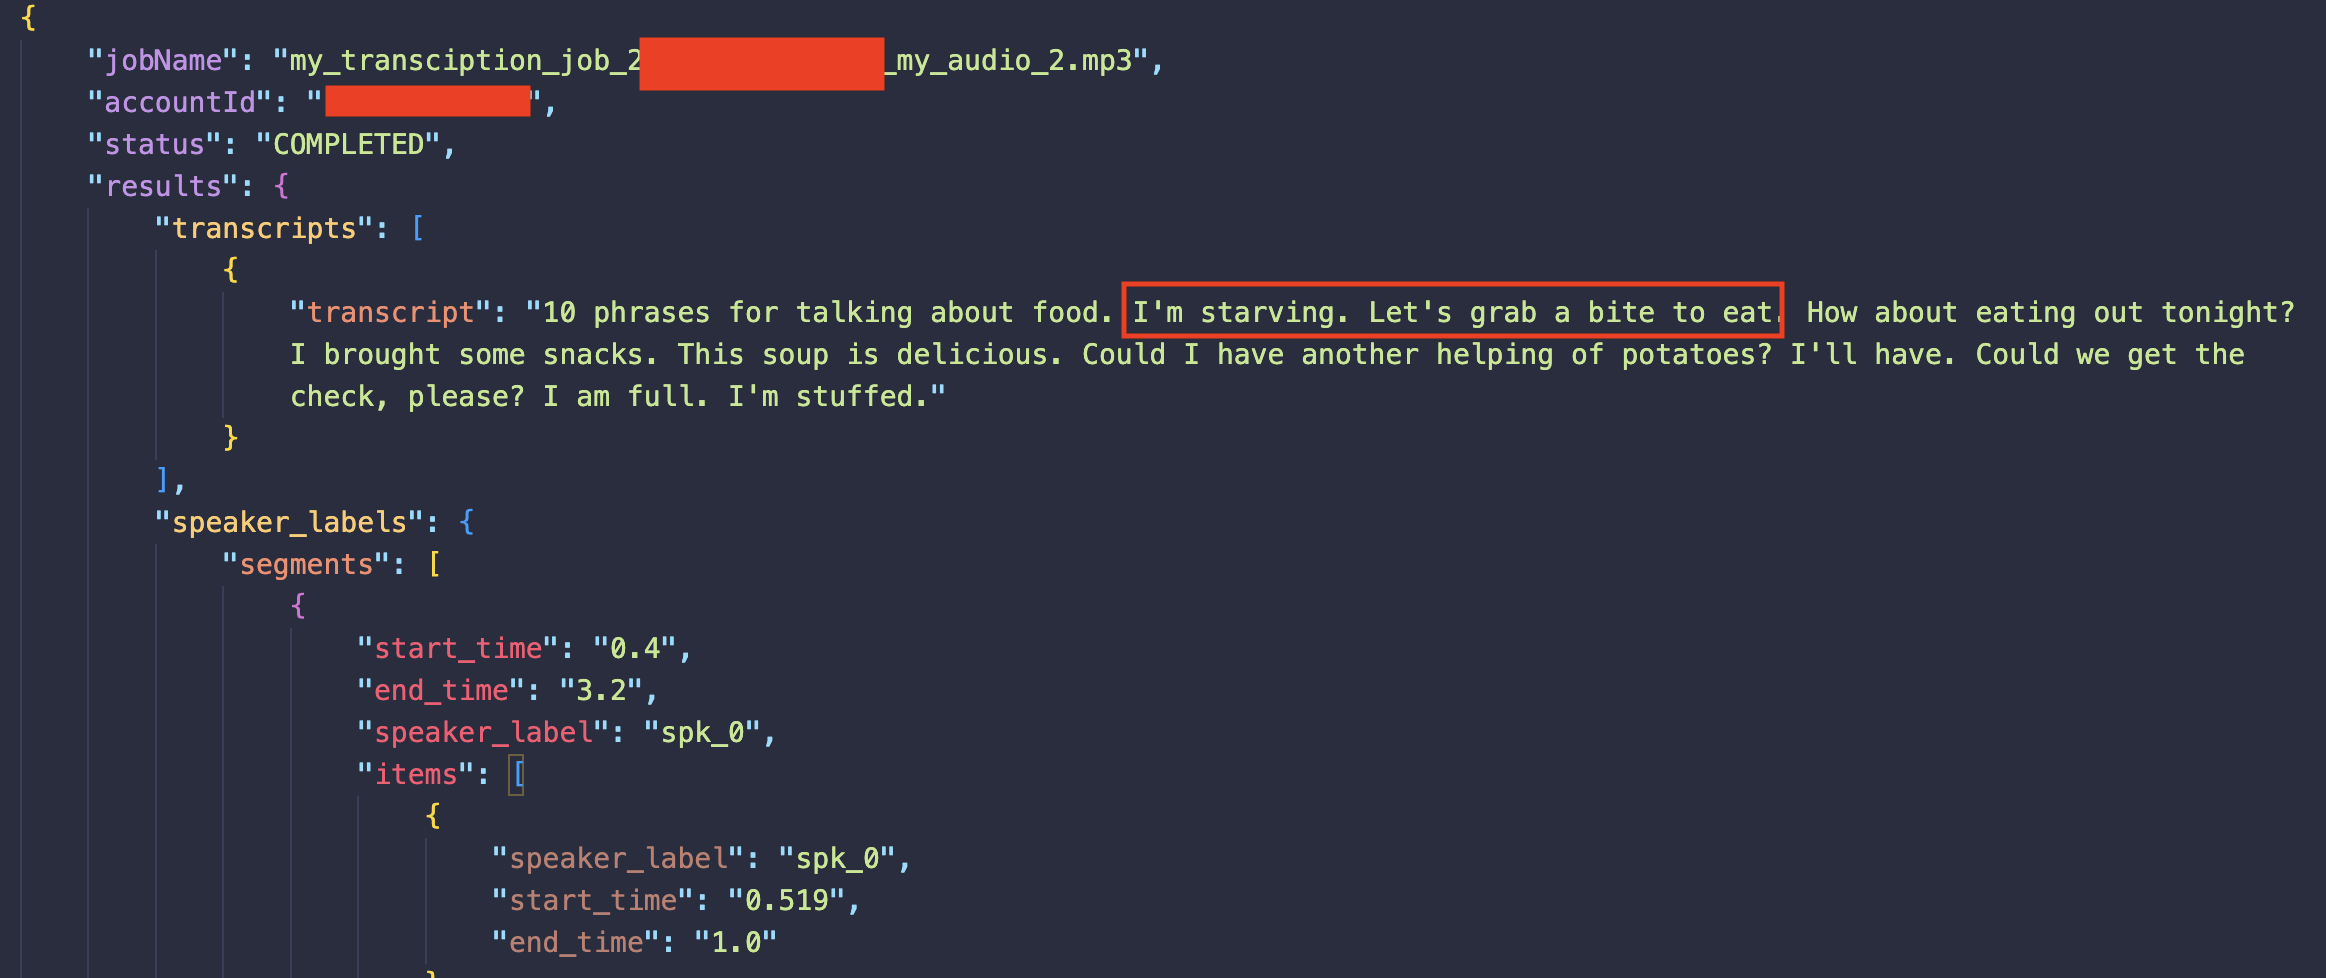 {
"jobName": "my_transciption_job_2 _my_audio_2.mp3",
"accountId": " ",
"status": "COMPLETED",
"results": {
"transcripts": [
{
"transcript": "10 phrases for talking about food. I'm starving. Let's grab a bite to eat. How about eating out tonight?
I brought some snacks. This soup is delicious. Could I have another helping of potatoes? I'll have. Could we get the
check, please? I am full. I'm stuffed."
}
],
"speaker_labels": {
"segments": [
{
"start_time": "0.4",
"end_time": "3.2",
"speaker_label": "spk_0",
"items": [
{
"speaker_label": "spk_0",
"start_time": "0.519",
"end_time": "1.0"
}